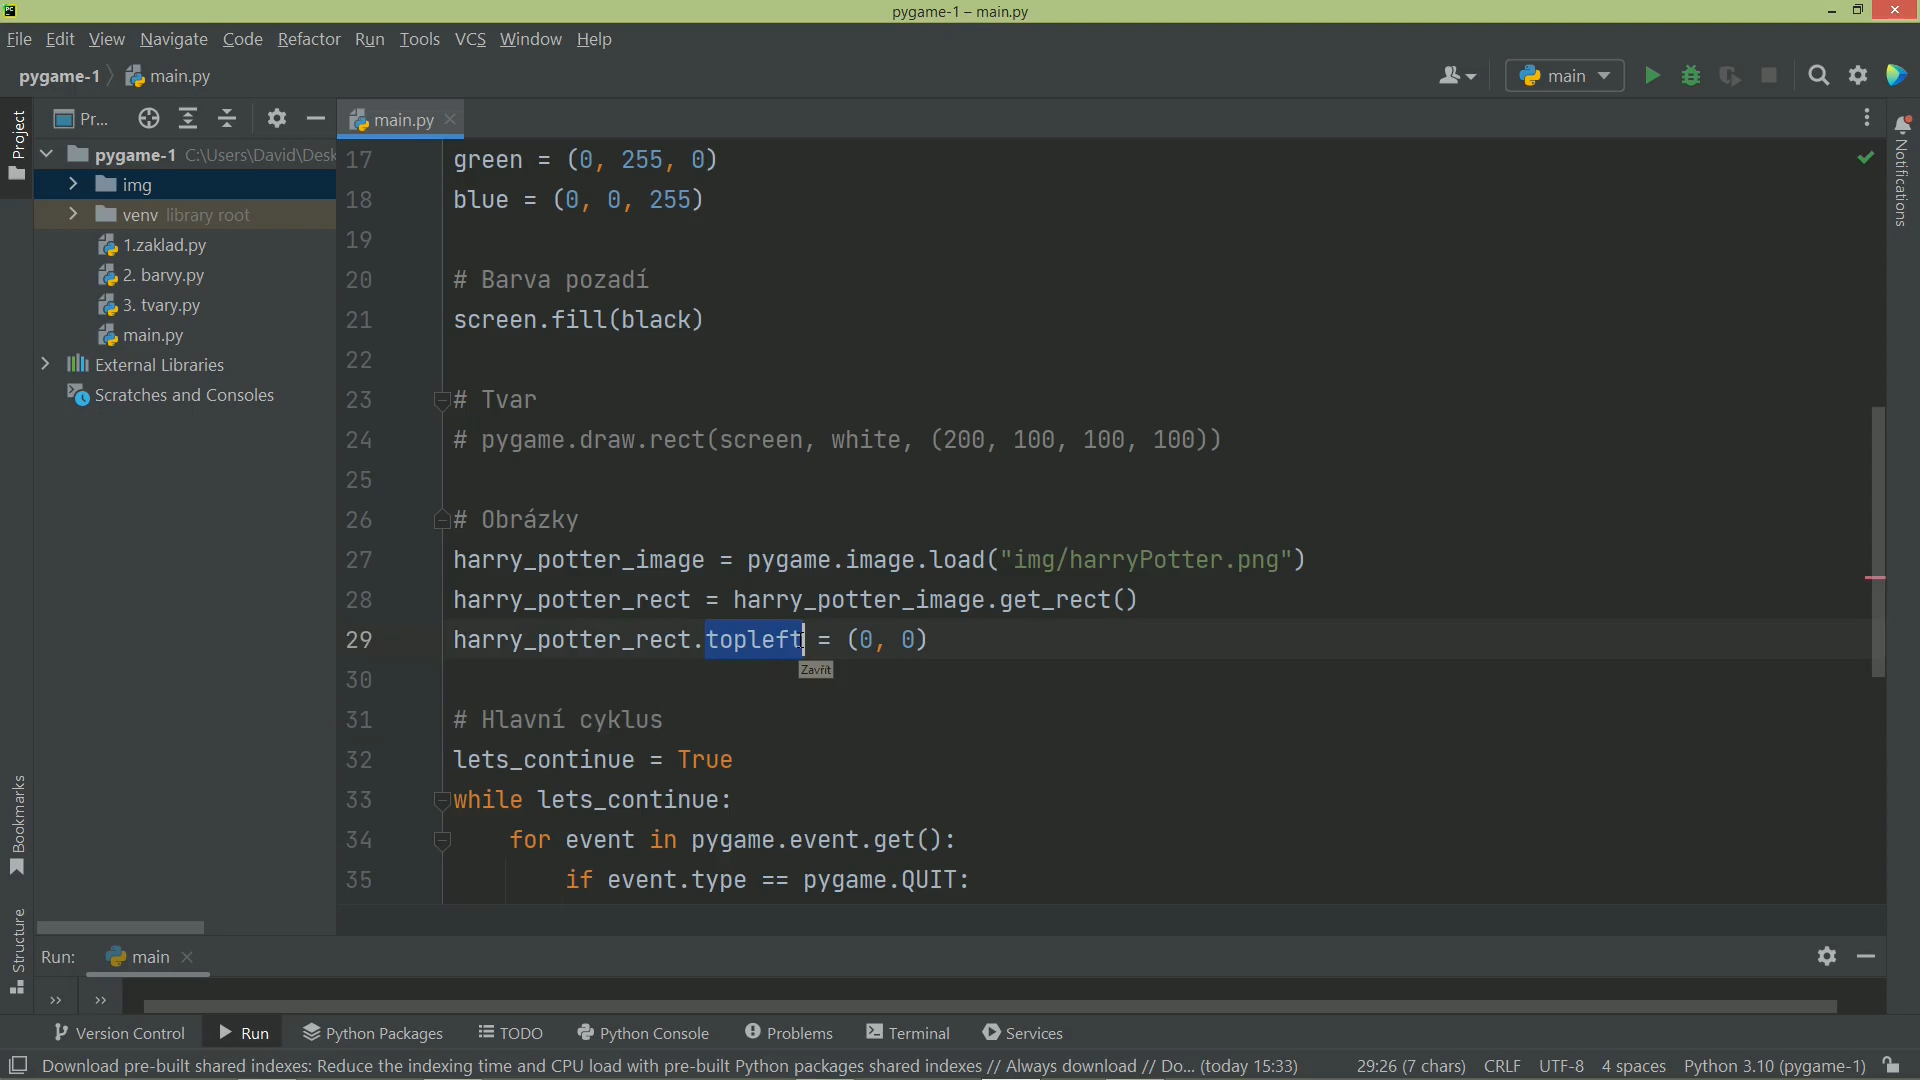 pygame-1 – main.py
File Edit View Navigate Code Refactor Run Tools VCS Window Help
pygame-1 main.py
main
Project
Pr...
main.py
pygame-1 C:\Users\David\Desk
img
venv library root
1.zaklad.py
2. barvy.py
3. tvary.py
main.py
External Libraries
Scratches and Consoles
17 green = (0, 255, 0)
18 blue = (0, 0, 255)
19
20 # Barva pozadí
21 screen.fill(black)
22
23 # Tvar
24 # pygame.draw.rect(screen, white, (200, 100, 100, 100))
25
26 # Obrázky
27 harry_potter_image = pygame.image.load("img/harryPotter.png")
28 harry_potter_rect = harry_potter_image.get_rect()
29 harry_potter_rect.topleft = (0, 0)
Zavřít
30
31 # Hlavní cyklus
32 lets_continue = True
33 while lets_continue:
34 for event in pygame.event.get():
35 if event.type == pygame.QUIT:
Notifications
Bookmarks
Structure
Run: main
Version Control Run Python Packages TODO Python Console Problems Terminal Services
Download pre-built shared indexes: Reduce the indexing time and CPU load with pre-built Python packages shared indexes // Always download // Do... (today 15:33) 29:26 (7 chars) CRLF UTF-8 4 spaces Python 3.10 (pygame-1)